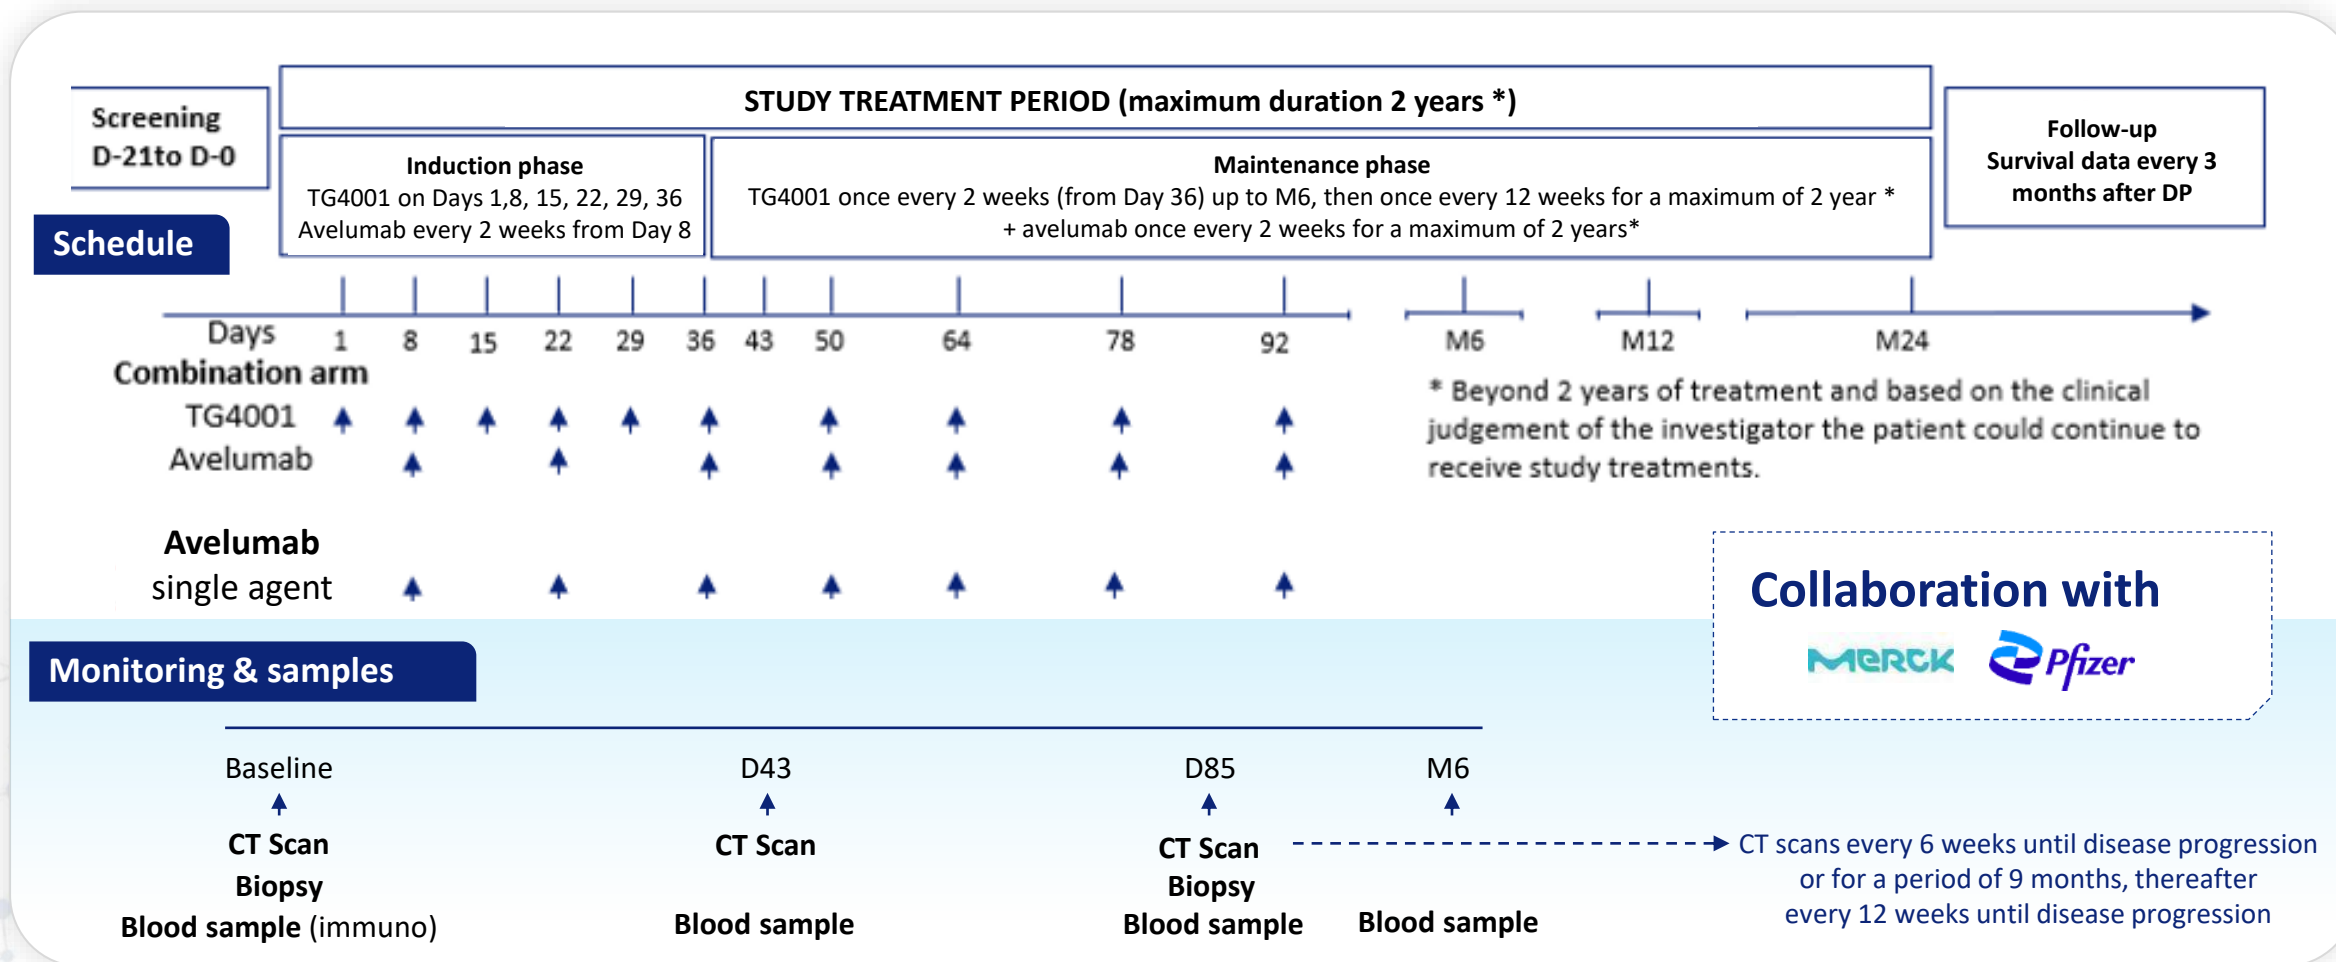 Screening
D-21to D-0
STUDY TREATMENT PERIOD (maximum duration 2 years *)
Induction phase
TG4001 on Days 1,8, 15, 22, 29, 36
Avelumab every 2 weeks from Day 8
Maintenance phase
TG4001 once every 2 weeks (from Day 36) up to M6, then once every 12 weeks for a maximum of 2 year *
+ avelumab once every 2 weeks for a maximum of 2 years*
Follow-up
Survival data every 3
months after DP
Schedule
Days 1 8 15 22 29 36 43 50 64 78 92 M6 M12 M24
Combination arm
TG4001
Avelumab
* Beyond 2 years of treatment and based on the clinical
judgement of the investigator the patient could continue to
receive study treatments.
Avelumab
single agent
Collaboration with
MERCK Pfizer
Monitoring & samples
Baseline D43 D85 M6
CT Scan CT Scan CT Scan
Biopsy Biopsy
Blood sample (immuno) Blood sample Blood sample Blood sample
CT scans every 6 weeks until disease progression
or for a period of 9 months, thereafter
every 12 weeks until disease progression